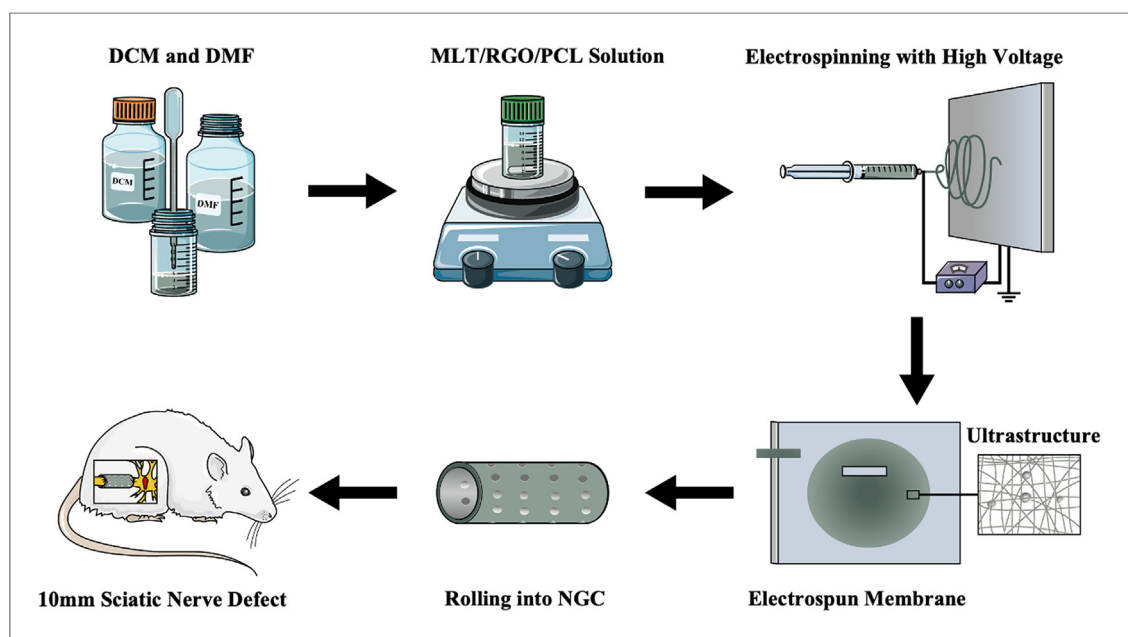 DCM and DMF
MLT/RGO/PCL Solution
Electrospinning with High Voltage
DCM
DMF
Ultrastructure
10mm Sciatic Nerve Defect
Rolling into NGC
Electrospun Membrane